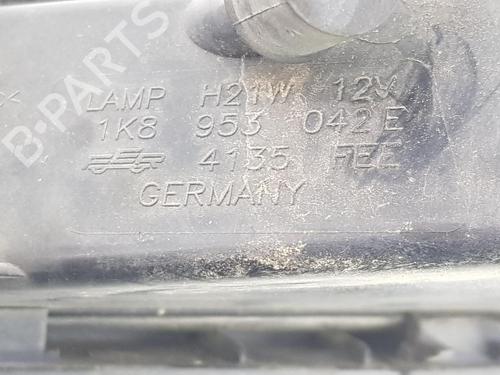 B-PARTS
LAMP H21W 12V
1K8 953 042 E
4135 FEE
GERMANY